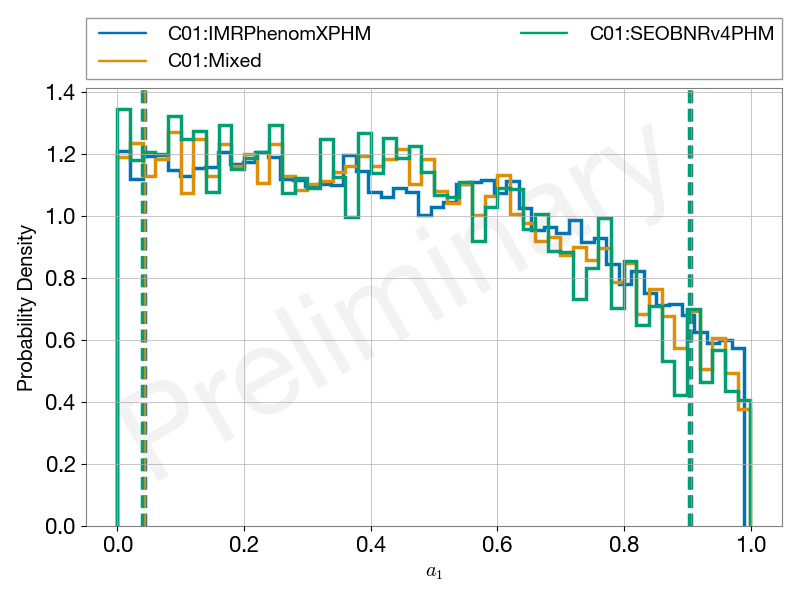 C01:IMRPhenomXPHM
C01:Mixed
C01:SEOBNRv4PHM
Preliminary
Probability Density
1.4
1.2
1.0
0.8
0.6
0.4
0.2
0.0
0.0 0.2 0.4 0.6 0.8 1.0
a₁